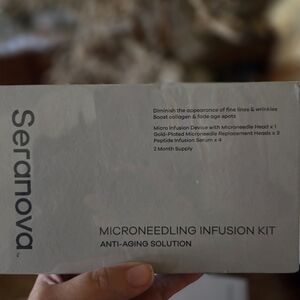 Seranova™
Diminish the appearance of fine lines & wrinkles
Boost collagen & fade age spots
Micro Infusion Device with Microneedle Head x 1
Gold-Plated Microneedle Replacement Heads x 3
Peptide Infusion Serum x 4
2 Month Supply
MICRONEEDLING INFUSION KIT
ANTI-AGING SOLUTION